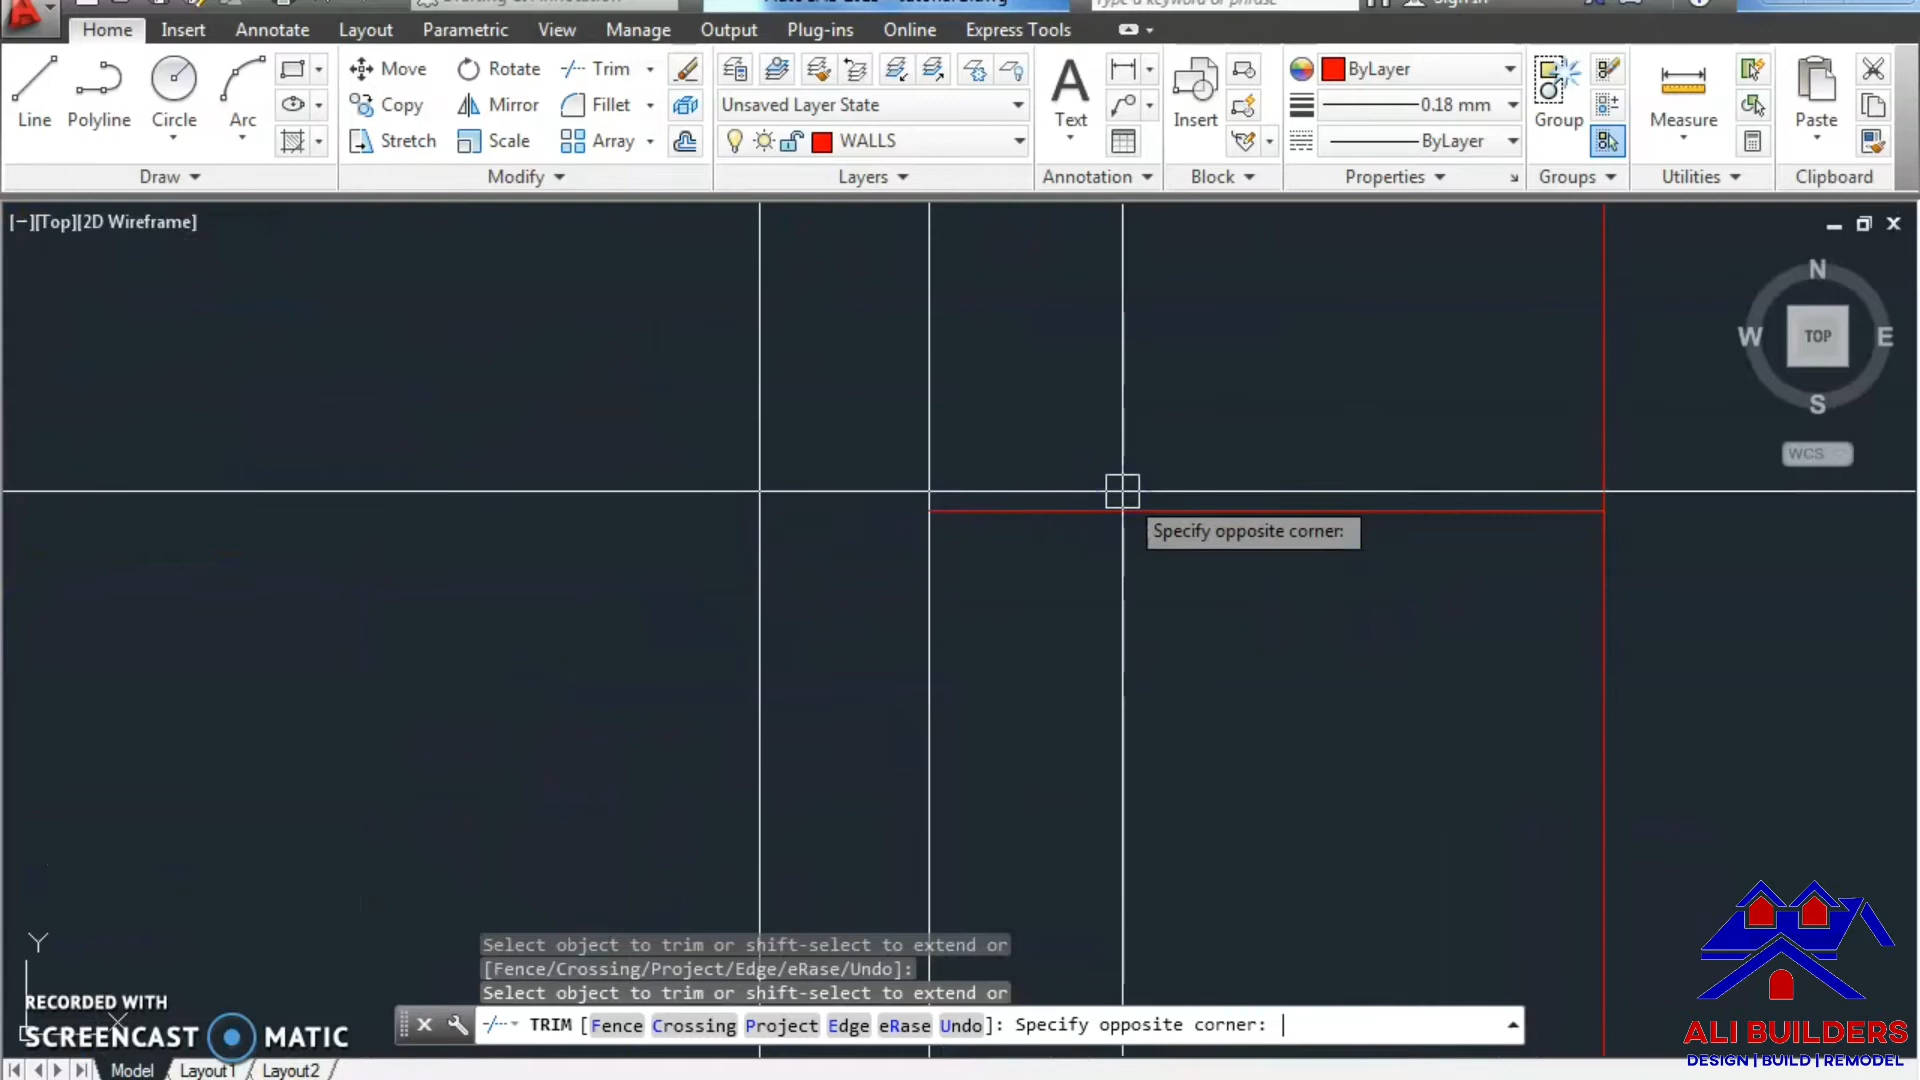 Sign In
Home Insert Annotate Layout Parametric View Manage Output Plug-ins Online Express Tools
Line Polyline Circle Arc
Move Rotate Trim
Copy Mirror Fillet
Stretch Scale Array
Unsaved Layer State
WALLS
Text
Insert
ByLayer
0.18 mm
ByLayer
Group
Measure
Paste
Draw Modify Layers Annotation Block Properties Groups Utilities Clipboard
[−][Top][2D Wireframe]
N
W TOP E
S
WCS
Specify opposite corner:
Y
X
Select object to trim or shift-select to extend or
[Fence/Crossing/Project/Edge/eRase/Undo]:
Select object to trim or shift-select to extend or
TRIM [Fence Crossing Project Edge eRase Undo]: Specify opposite corner:
RECORDED WITH
SCREENCAST MATIC
Model Layout1 Layout2
ALI BUILDERS
DESIGN | BUILD | REMODEL